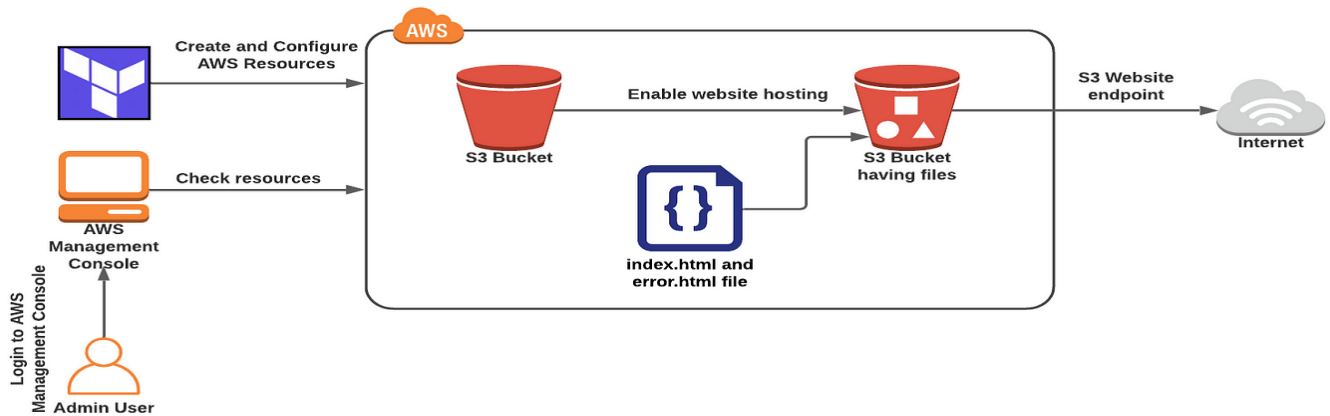 AWS
Create and Configure
AWS Resources
Enable website hosting
S3 Website
endpoint
S3 Bucket
S3 Bucket
having files
Internet
Check resources
{}
AWS
Management
Console
index.html and
error.html file
Login to AWS
Management Console
Admin User